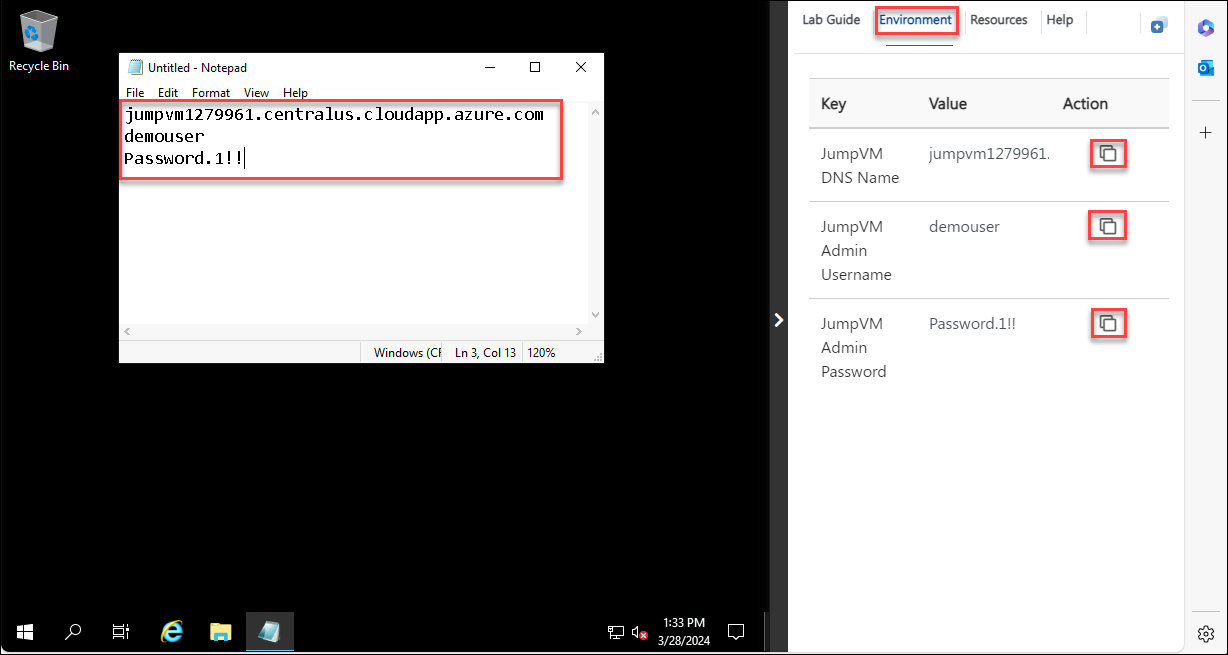 Recycle Bin
Untitled - Notepad
File Edit Format View Help
jumpvm1279961.centralus.cloudapp.azure.com
demouser
Password.1!!
Windows (CF Ln 3, Col 13 120%
1:33 PM
3/28/2024
Lab Guide Environment Resources Help
Key Value Action
JumpVM jumpvm1279961.
DNS Name
JumpVM demouser
Admin
Username
JumpVM Password.1!!
Admin
Password